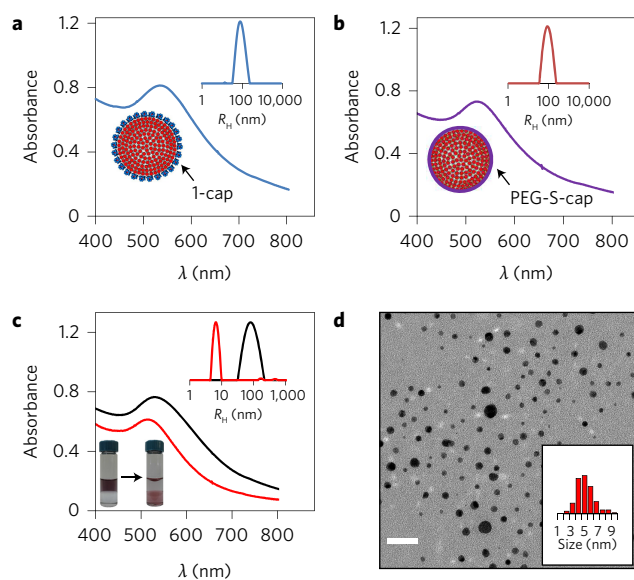 a
1.2
0.8
0.4
0
Absorbance
400 500 600 700 800
λ (nm)
1 100 10,000
RH (nm)
1-cap
b
1.2
0.8
0.4
0
Absorbance
400 500 600 700 800
λ (nm)
1 100 10,000
RH (nm)
PEG-S-cap
c
1.2
0.8
0.4
0
Absorbance
400 500 600 700 800
λ (nm)
1 10 100 1,000
RH (nm)
d
1 3 5 7 9
Size (nm)